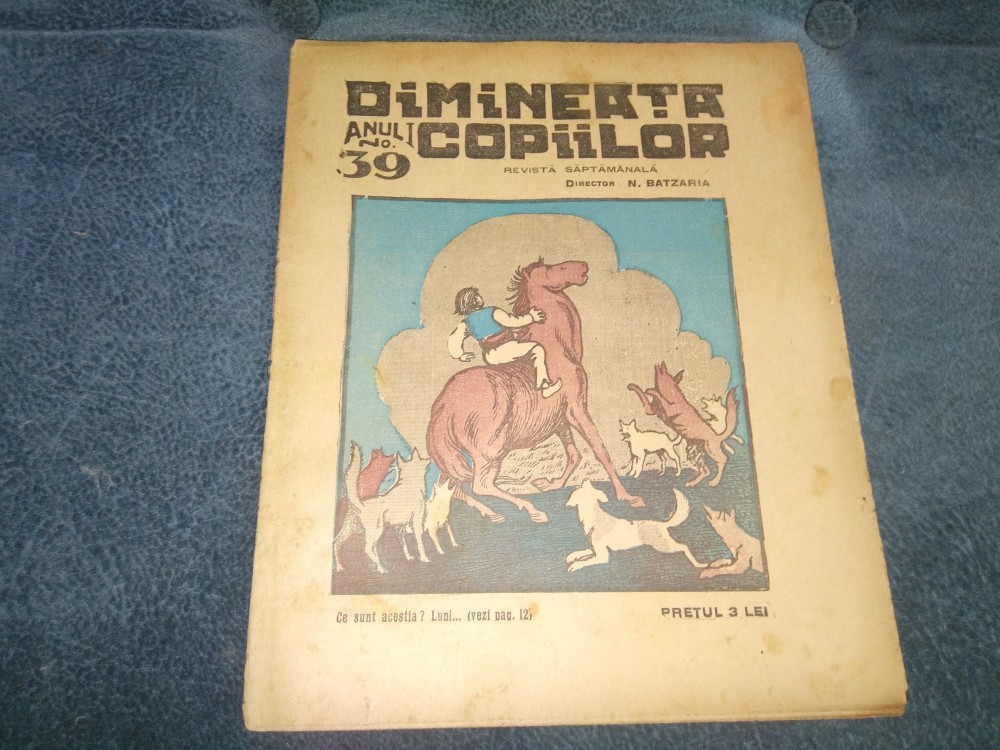 DiMiNEAȚA
COPiiLOR
ANUL I
No.
39
REVISTĂ SĂPTĂMÂNALĂ
DIRECTOR N. BATZARIA
Ce sunt aceștia? Lupi... (vezi pag. 12)
PREȚUL 3 LEI